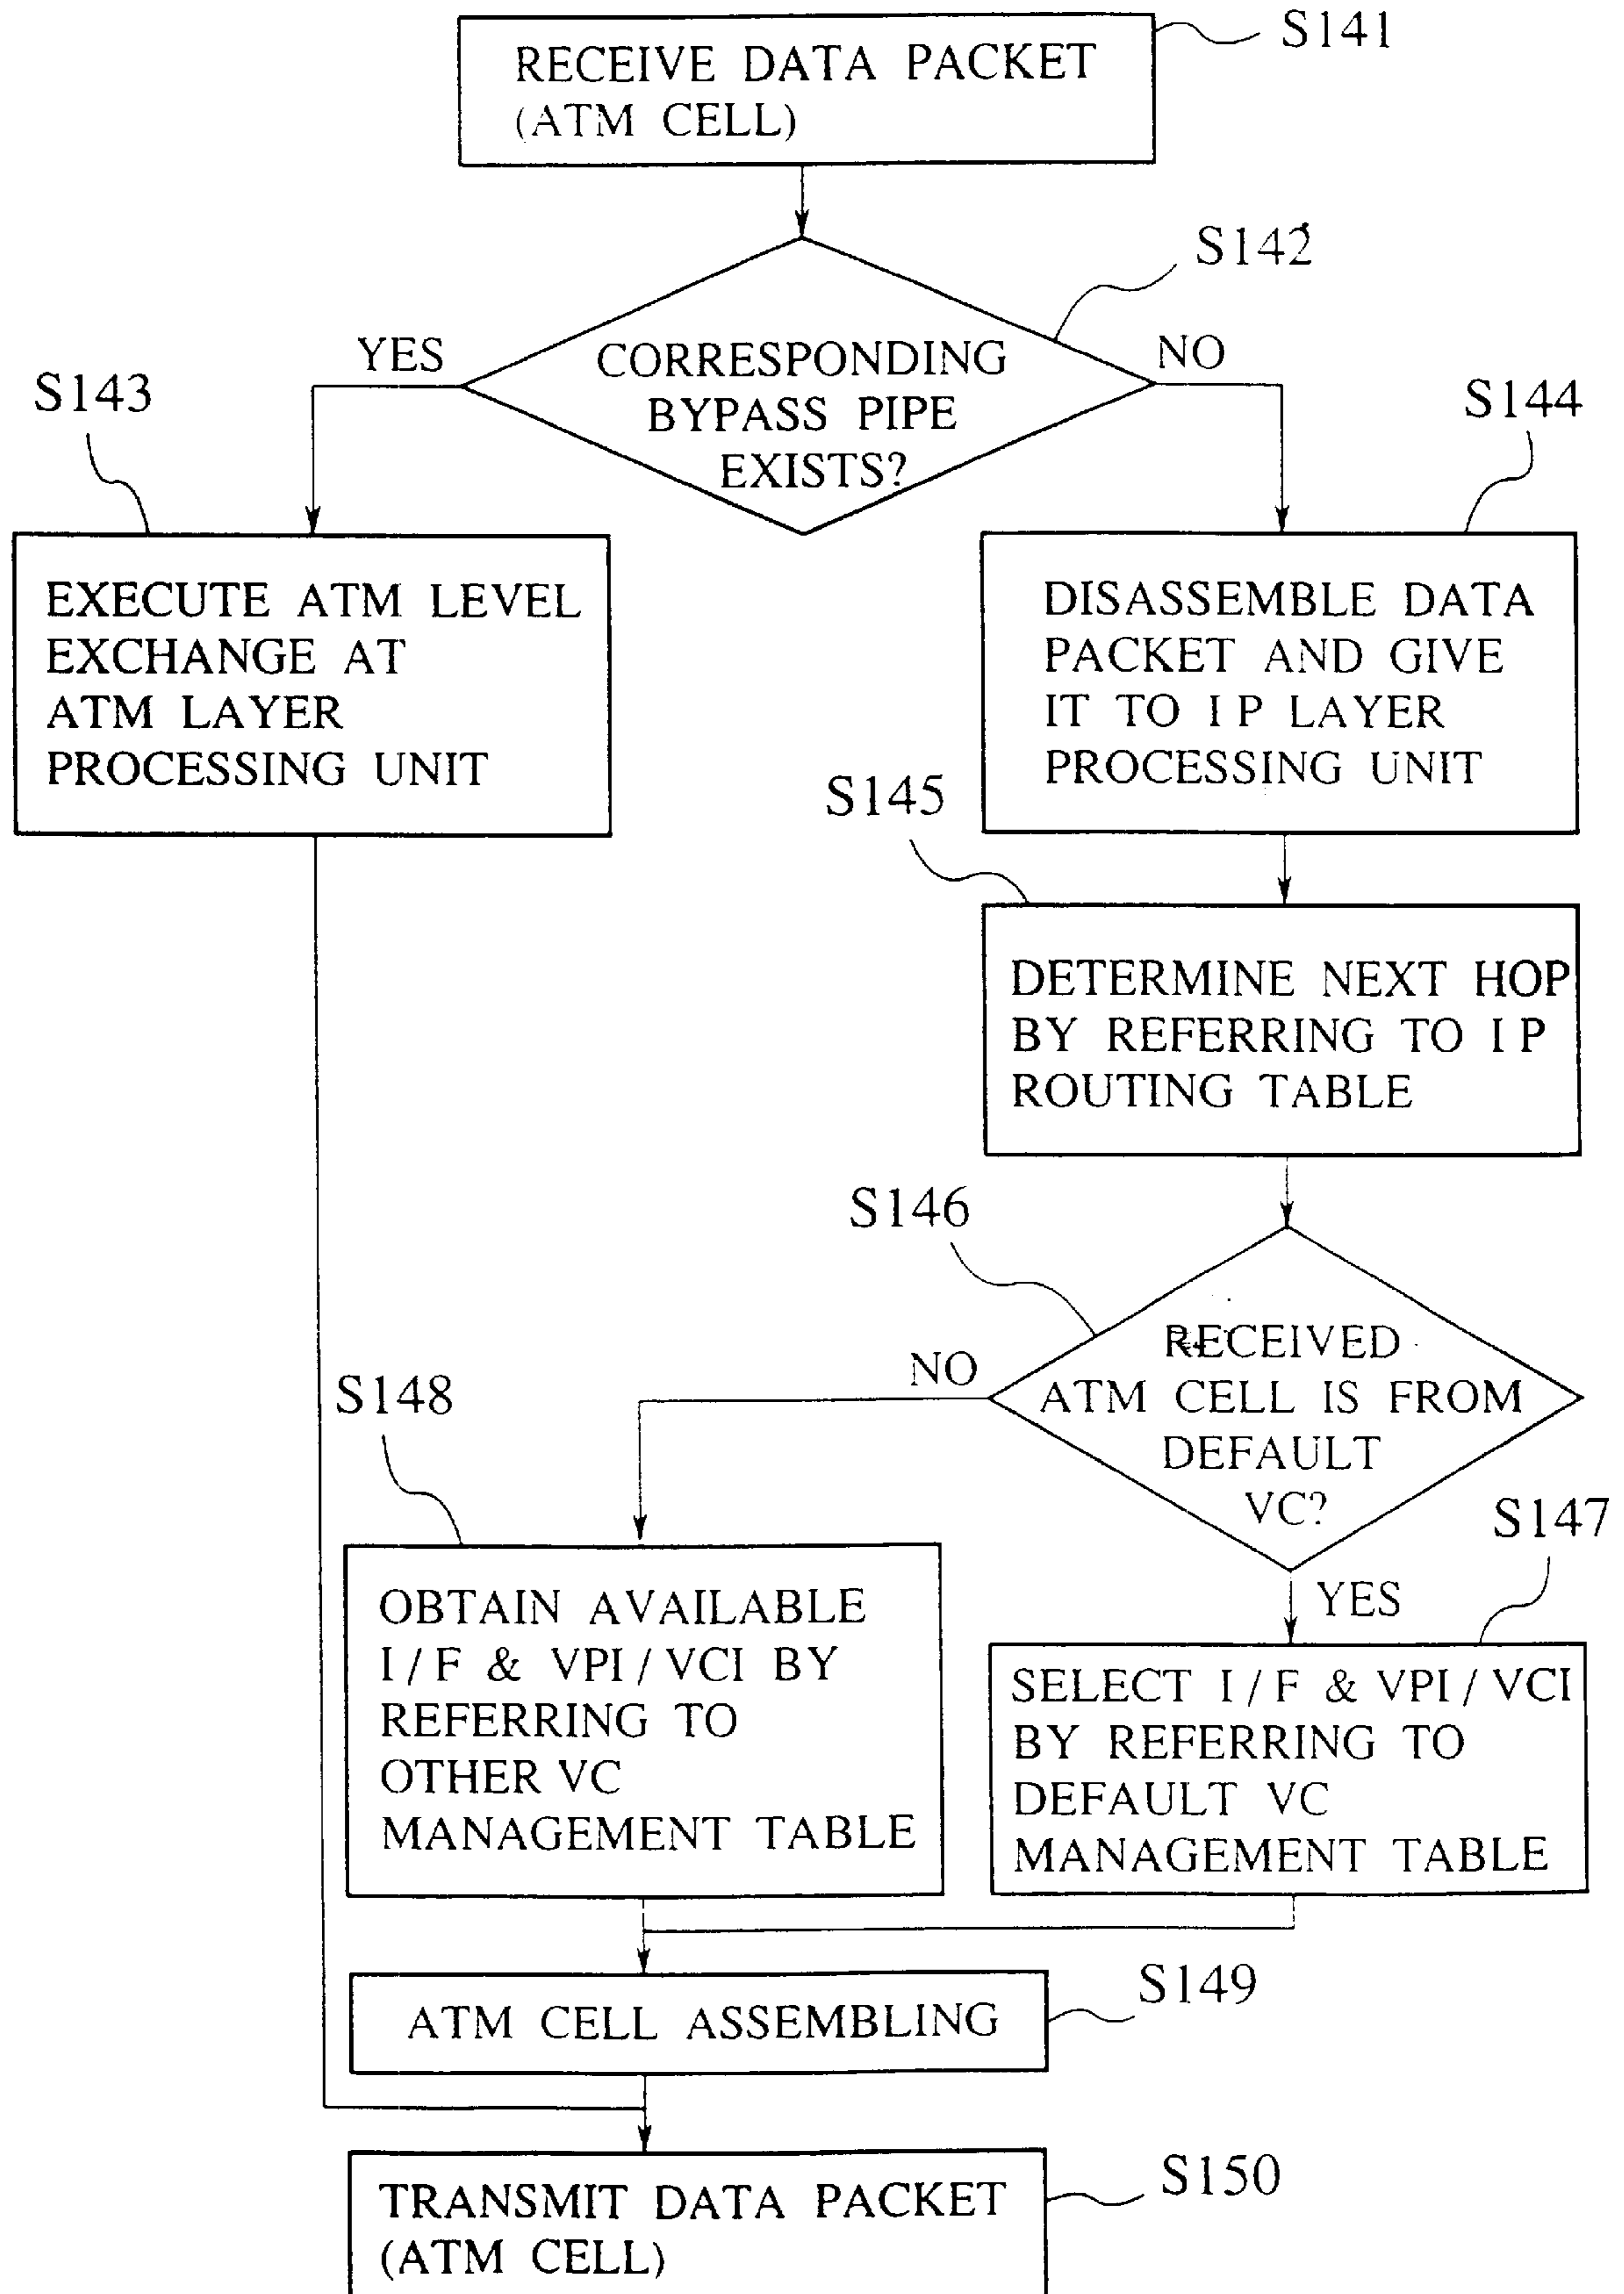 S141
RECEIVE DATA PACKET
(ATM CELL)
S142
YES
NO
CORRESPONDING
BYPASS PIPE
EXISTS?
S143
S144
EXECUTE ATM LEVEL
EXCHANGE AT
ATM LAYER
PROCESSING UNIT
DISASSEMBLE DATA
PACKET AND GIVE
IT TO IP LAYER
PROCESSING UNIT
S145
DETERMINE NEXT HOP
BY REFERRING TO IP
ROUTING TABLE
S146
RECEIVED
ATM CELL IS FROM
DEFAULT
VC?
NO
S148
S147
YES
OBTAIN AVAILABLE
I/F & VPI/VCI BY
REFERRING TO
OTHER VC
MANAGEMENT TABLE
SELECT I/F & VPI/VCI
BY REFERRING TO
DEFAULT VC
MANAGEMENT TABLE
S149
ATM CELL ASSEMBLING
S150
TRANSMIT DATA PACKET
(ATM CELL)